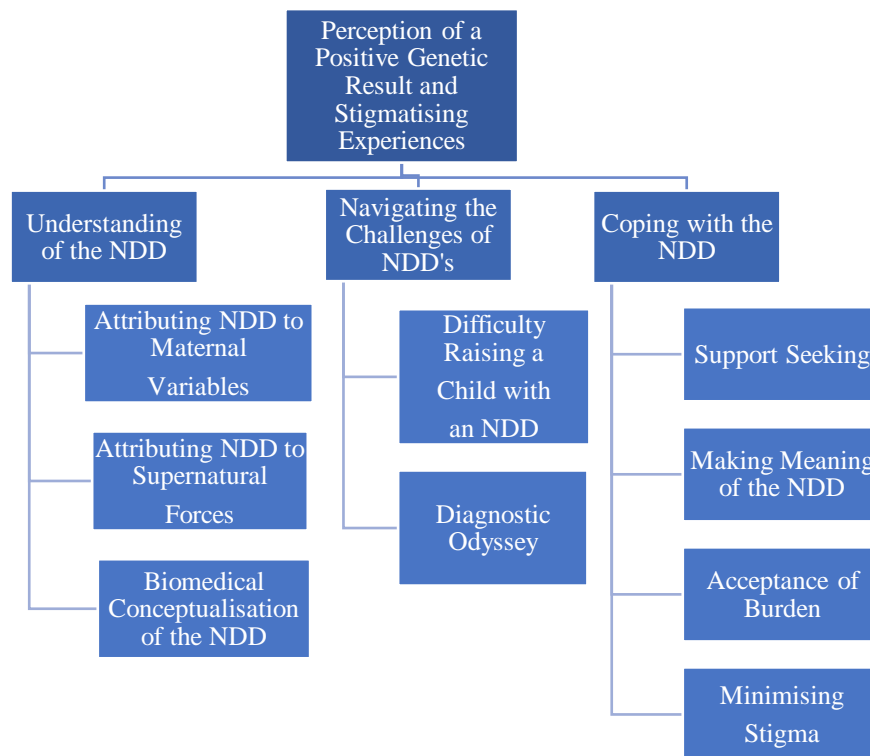 Perception of a
Positive Genetic
Result and
Stigmatising
Experiences
Understanding
of the NDD
Attributing NDD to
Maternal
Variables
Attributing NDD to
Supernatural
Forces
Biomedical
Conceptualisation
of the NDD
Navigating the
Challenges of
NDD's
Difficulty
Raising a
Child with
an NDD
Diagnostic
Odyssey
Coping with the
NDD
Support Seeking
Making Meaning
of the NDD
Acceptance of
Burden
Minimising
Stigma